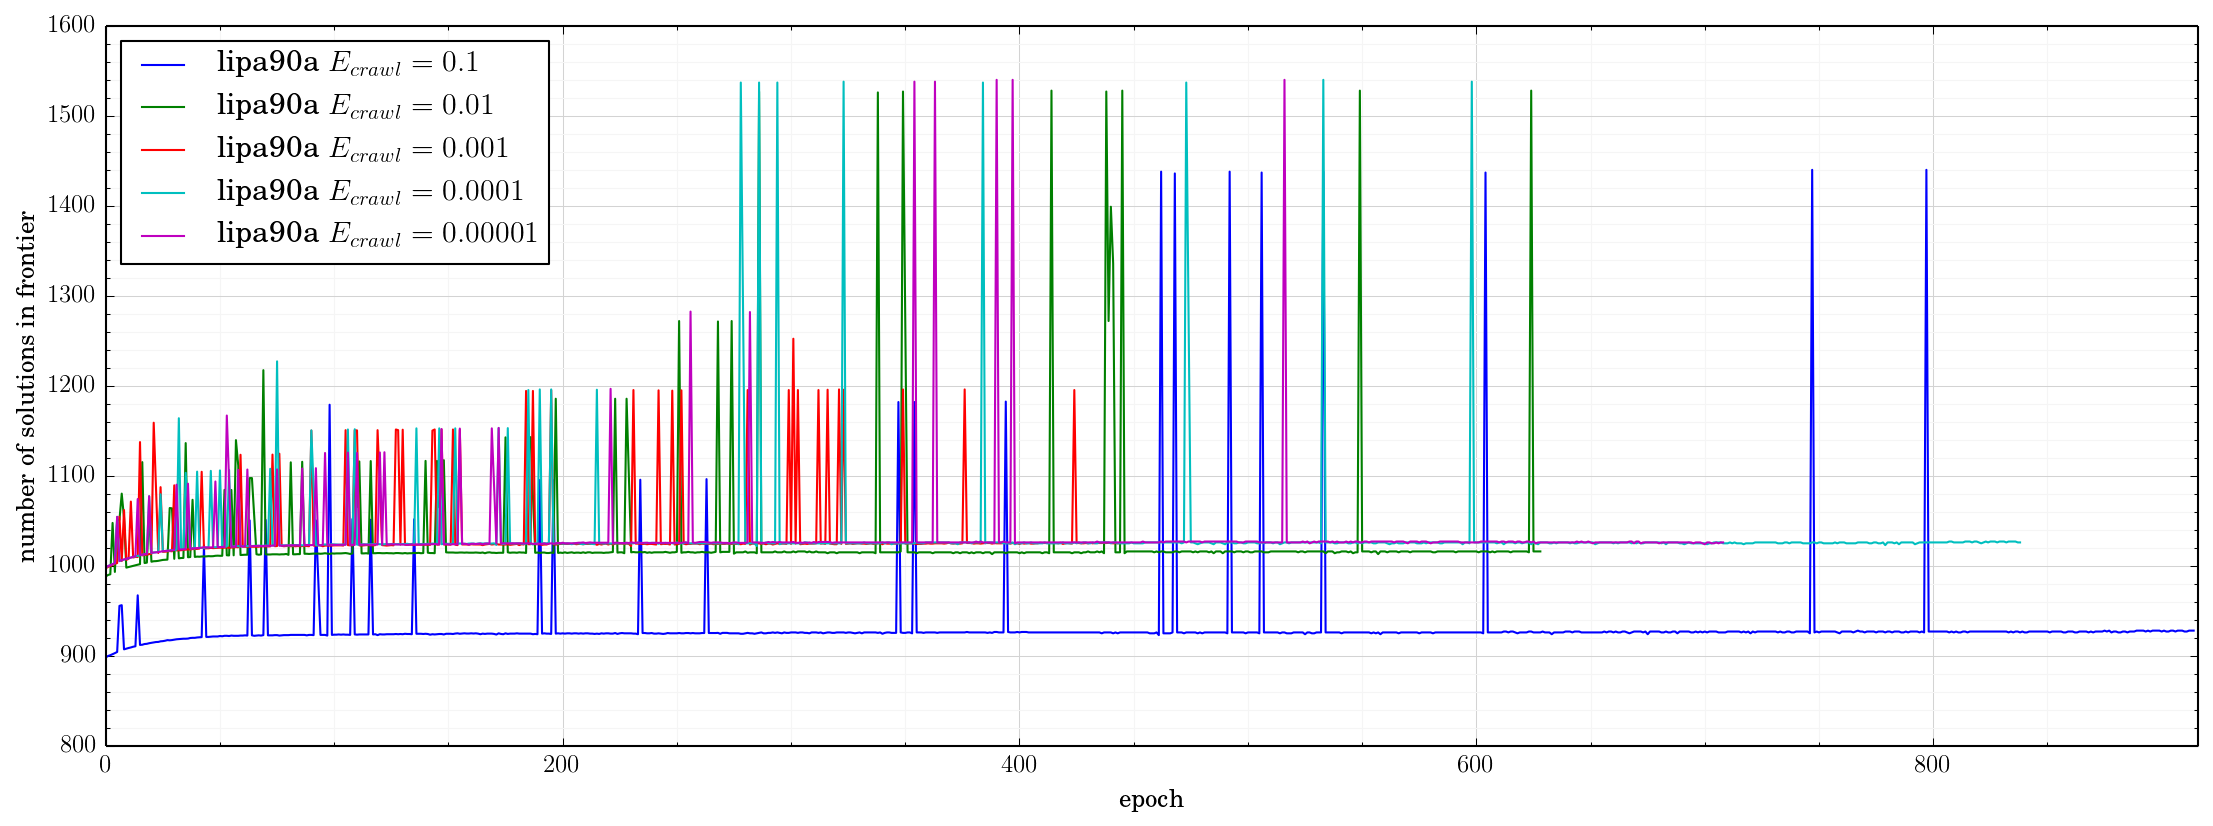 1600
1500
1400
1300
1200
1100
1000
900
800
number of solutions in frontier
lipa90a E_crawl = 0.1
lipa90a E_crawl = 0.01
lipa90a E_crawl = 0.001
lipa90a E_crawl = 0.0001
lipa90a E_crawl = 0.00001
0 200 400 600 800
epoch